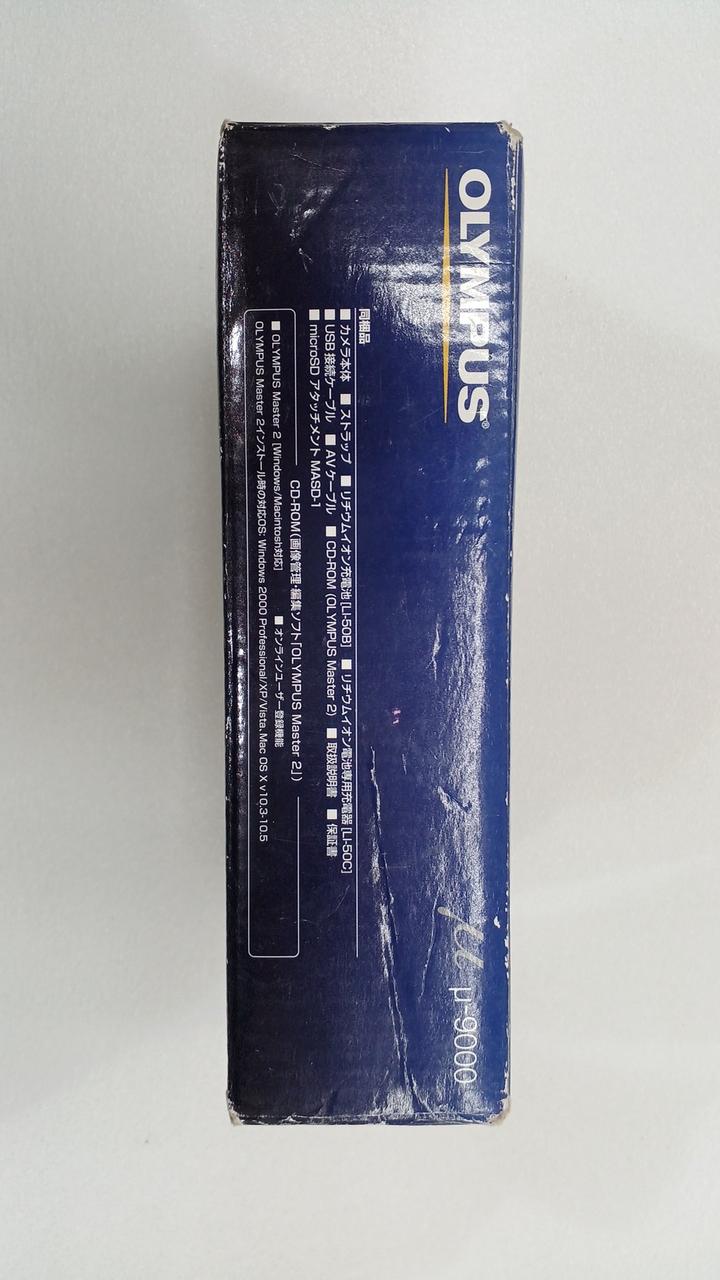 OLYMPUS®
μ μ-9000
同梱品
■カメラ本体 ■ストラップ ■リチウムイオン充電池 [LI-50B] ■リチウムイオン電池専用充電器 [LI-50C]
■USB 接続ケーブル ■AVケーブル ■CD-ROM (OLYMPUS Master 2) ■取扱説明書 ■保証書
■microSD アタッチメント MASD-1
CD-ROM(画像管理・編集ソフト「OLYMPUS Master 2」)
■OLYMPUS Master 2 [Windows/Macintosh対応] ■オンラインユーザー登録機能
OLYMPUS Master 2インストール時の対応OS: Windows 2000 Professional/XP/Vista, Mac OS X v10.3-10.5